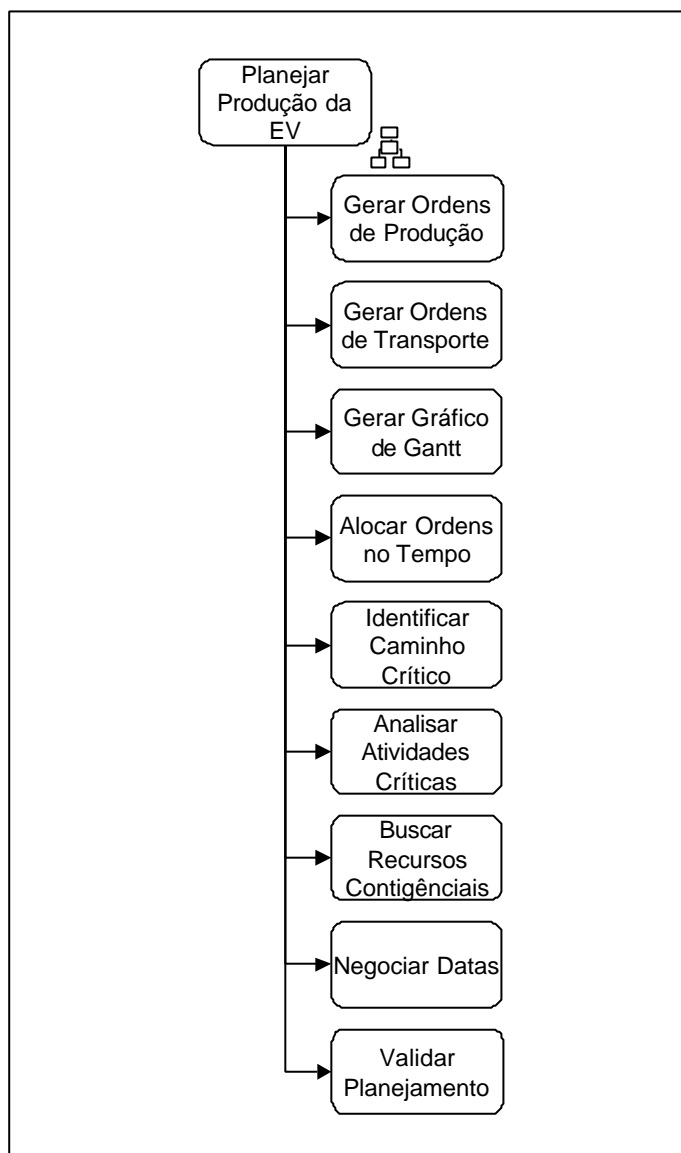 Planejar
Produção da
EV
Gerar Ordens
de Produção
Gerar Ordens
de Transporte
Gerar Gráfico
de Gantt
Alocar Ordens
no Tempo
Identificar
Caminho
Crítico
Analisar
Atividades
Críticas
Buscar
Recursos
Contigênciais
Negociar Datas
Validar
Planejamento